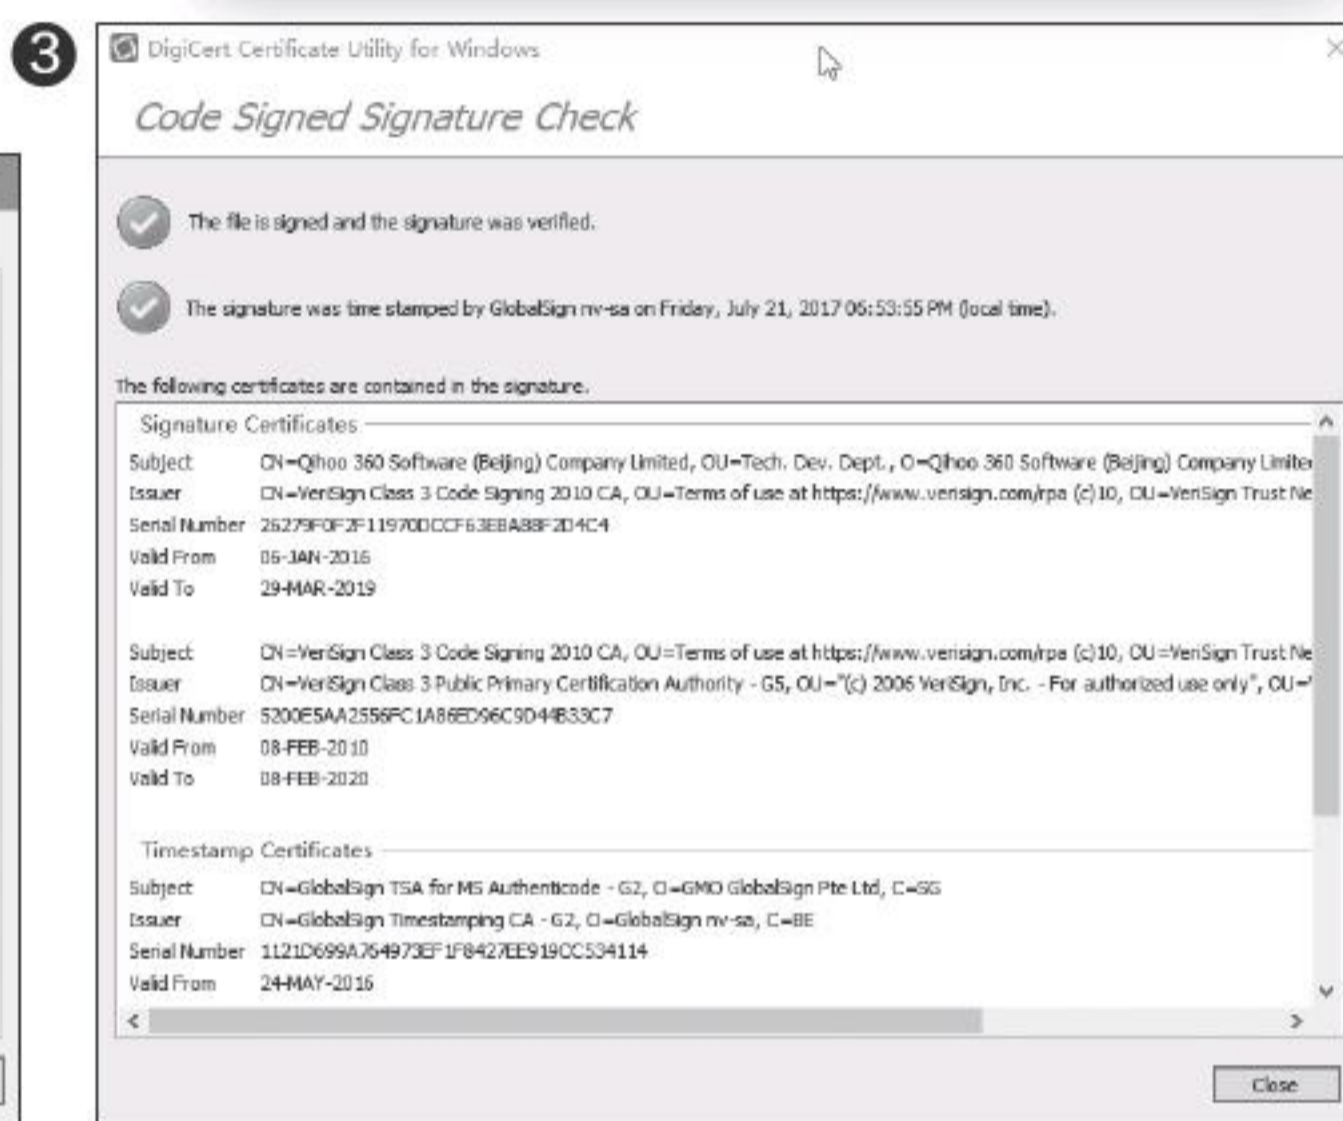 3
DigiCert Certificate Utility for Windows
Code Signed Signature Check
The file is signed and the signature was verified.
The signature was time stamped by GlobalSign nv-sa on Friday, July 21, 2017 06:53:55 PM (local time).
The following certificates are contained in the signature.
Signature Certificates
Subject CN=Qihoo 360 Software (Beijing) Company Limited, OU=Tech. Dev. Dept., O=Qihoo 360 Software (Beijing) Company Limite
Issuer CN=VeriSign Class 3 Code Signing 2010 CA, OU=Terms of use at https://www.verisign.com/rpa (c)10, OU=VeriSign Trust Ne
Serial Number
Valid From 06-JAN-2016
Valid To 29-MAR-2019
Subject CN=VeriSign Class 3 Code Signing 2010 CA, OU=Terms of use at https://www.verisign.com/rpa (c)10, OU=VeriSign Trust Ne
Issuer CN=VeriSign Class 3 Public Primary Certification Authority - G5, OU="(c) 2006 VeriSign, Inc. - For authorized use only", OU=
Serial Number 5200E5AA2556FC1A86ED96C9D44B33C7
Valid From 08-FEB-2010
Valid To 08-FEB-2020
Timestamp Certificates
Subject CN=GlobalSign TSA for MS Authenticode - G2, O=GMO GlobalSign Pte Ltd, C=SG
Issuer CN=GlobalSign Timestamping CA - G2, O=GlobalSign nv-sa, C=BE
Serial Number 1121D699A764973EF1F8427EE919CC534114
Valid From 24-MAY-2016
Close